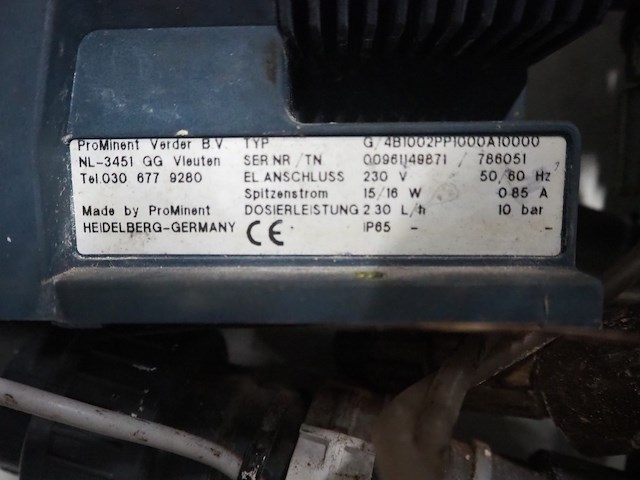 ProMinent Verder B.V. TYP G/4B1002PP1000A10000
NL-3451 GG Vleuten SER NR /TN 786051
Tel.030 677 9280 EL.ANSCHLUSS 230 V 50/60 Hz
Spitzenstrom 15/16 W 0.85 A
Made by ProMinent DOSIERLEISTUNG 2.30 L/h 10 bar
HEIDELBERG-GERMANY CE IP65 - -